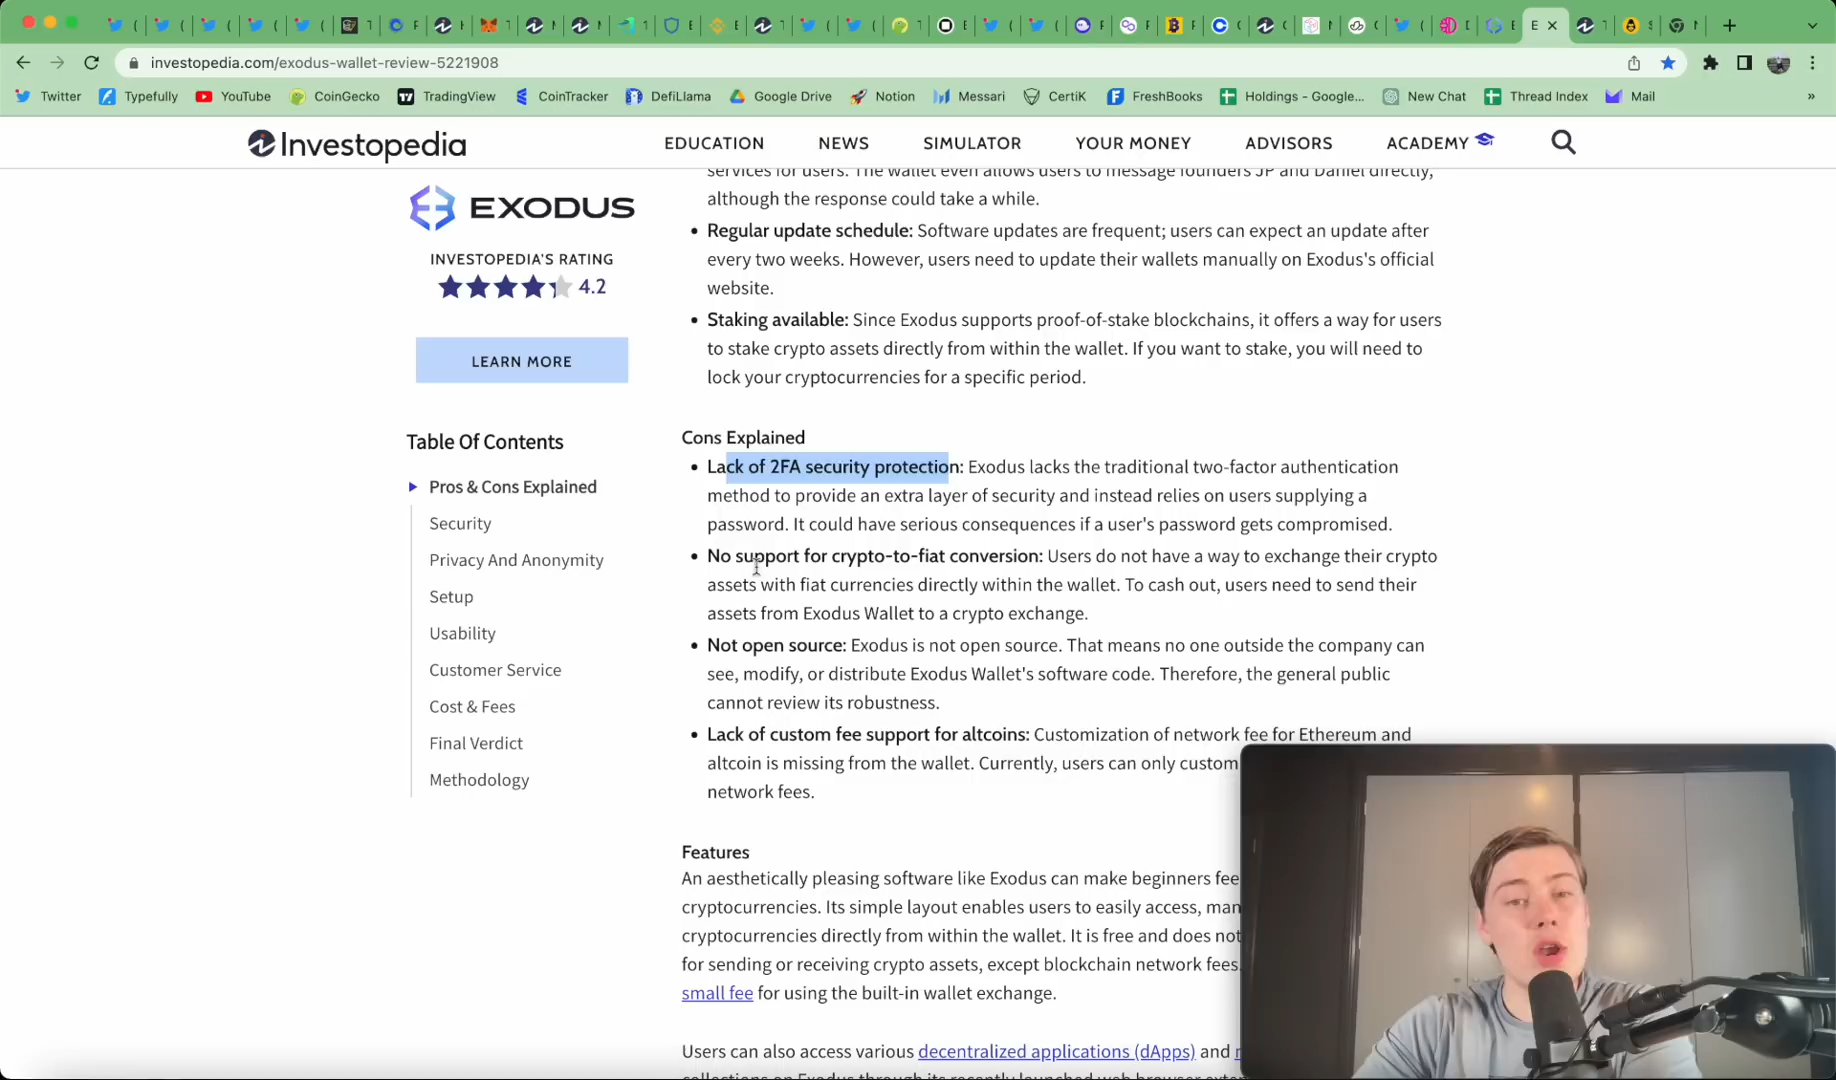 investopedia.com/exodus-wallet-review-5221908
Twitter Typefully YouTube CoinGecko TradingView CoinTracker DefiLlama Google Drive Notion Messari CertiK FreshBooks Holdings - Google... New Chat Thread Index Mail »
Investopedia EDUCATION NEWS SIMULATOR YOUR MONEY ADVISORS ACADEMY
EXODUS
INVESTOPEDIA'S RATING
4.2
LEARN MORE
Table Of Contents
Pros & Cons Explained
Security
Privacy And Anonymity
Setup
Usability
Customer Service
Cost & Fees
Final Verdict
Methodology
services for users. The wallet even allows users to message founders JP and Daniel directly,
although the response could take a while.
• Regular update schedule: Software updates are frequent; users can expect an update after
every two weeks. However, users need to update their wallets manually on Exodus's official
website.
• Staking available: Since Exodus supports proof-of-stake blockchains, it offers a way for users
to stake crypto assets directly from within the wallet. If you want to stake, you will need to
lock your cryptocurrencies for a specific period.
Cons Explained
• Lack of 2FA security protection: Exodus lacks the traditional two-factor authentication
method to provide an extra layer of security and instead relies on users supplying a
password. It could have serious consequences if a user's password gets compromised.
• No support for crypto-to-fiat conversion: Users do not have a way to exchange their crypto
assets with fiat currencies directly within the wallet. To cash out, users need to send their
assets from Exodus Wallet to a crypto exchange.
• Not open source: Exodus is not open source. That means no one outside the company can
see, modify, or distribute Exodus Wallet's software code. Therefore, the general public
cannot review its robustness.
• Lack of custom fee support for altcoins: Customization of network fee for Ethereum and
altcoin is missing from the wallet. Currently, users can only custom
network fees.
Features
An aesthetically pleasing software like Exodus can make beginners fee
cryptocurrencies. Its simple layout enables users to easily access, man
cryptocurrencies directly from within the wallet. It is free and does not
for sending or receiving crypto assets, except blockchain network fees.
small fee for using the built-in wallet exchange.
Users can also access various decentralized applications (dApps) and